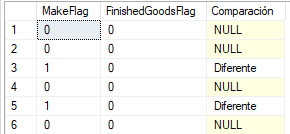 MakeFlag FinishedGoodsFlag Comparación
1 0 0 NULL
2 0 0 NULL
3 1 0 Diferente
4 0 0 NULL
5 1 0 Diferente
6 0 0 NULL